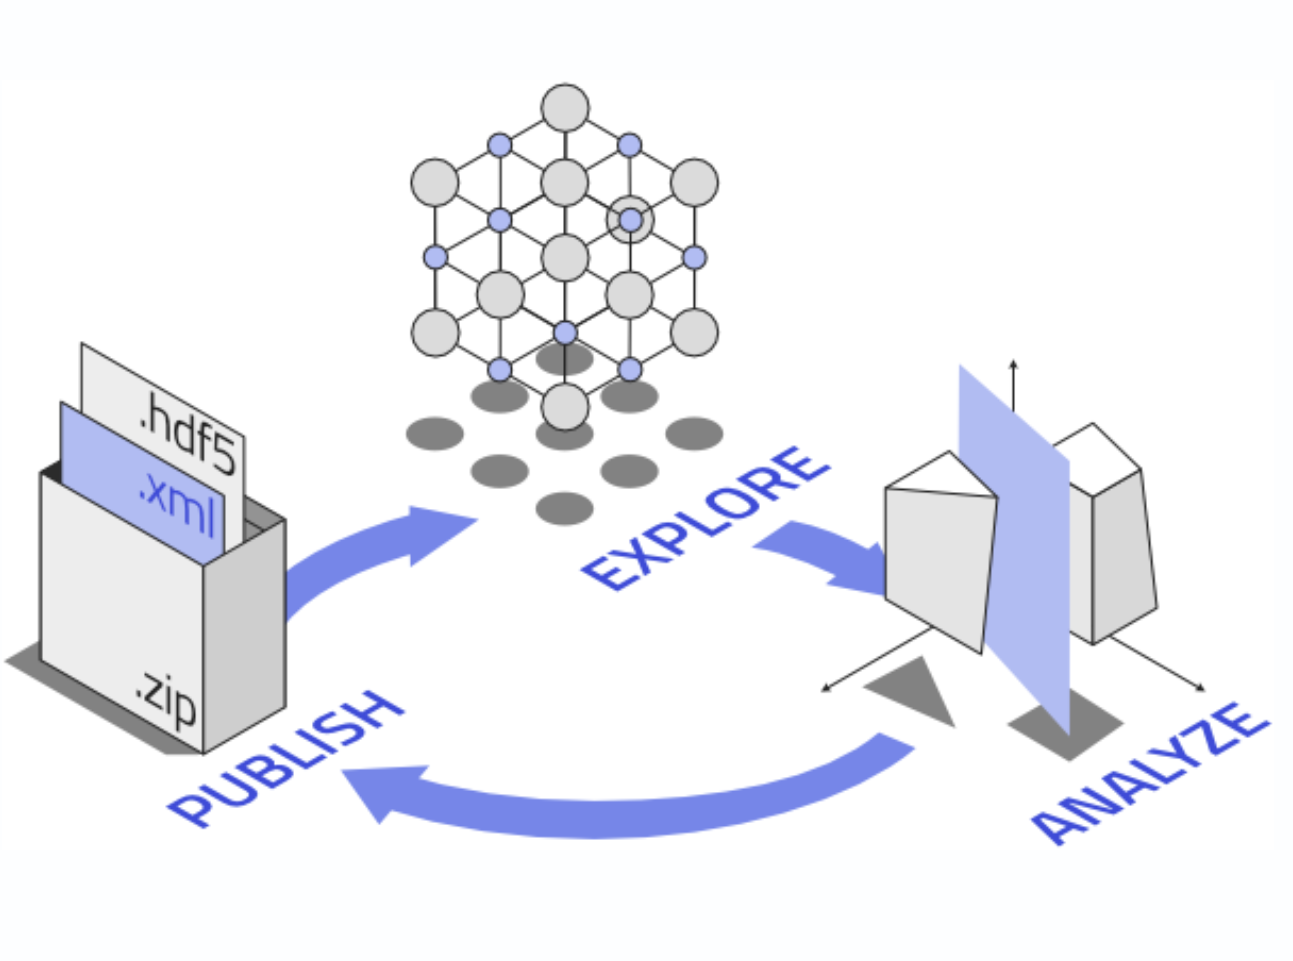 .hdf5
.xml
.zip
PUBLISH
EXPLORE
ANALYZE